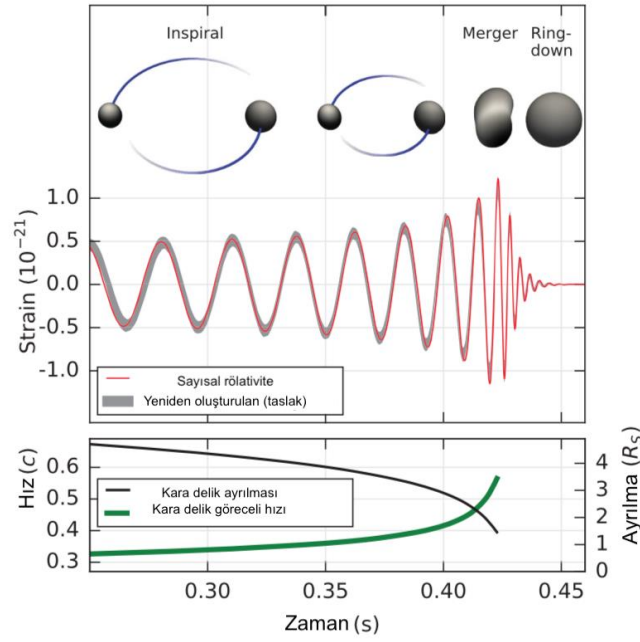 Inspiral
Merger
Ring-
down
Strain (10⁻²¹)
1.0
0.5
0.0
-0.5
-1.0
Sayısal rölativite
Yeniden oluşturulan (taslak)
Hız (c)
0.6
0.5
0.4
0.3
Kara delik ayrılması
Kara delik göreceli hızı
4
3
2
1
0
Ayrılma (R_S)
0.30
0.35
0.40
0.45
Zaman (s)